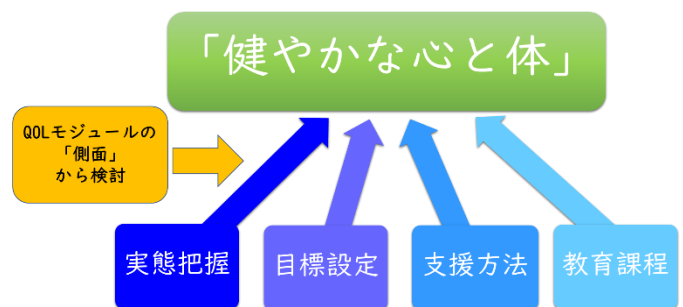 「健やかな心と体」
QOLモジュールの
「側面」
から検討
実態把握
目標設定
支援方法
教育課程